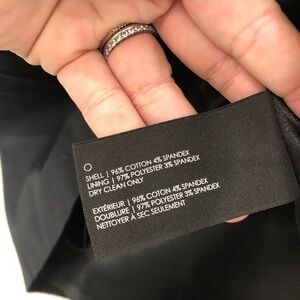 SHELL | 96% COTTON 4% SPANDEX
LINING | 97% POLYESTER 3% SPANDEX
DRY CLEAN ONLY
EXTÉRIEUR | 96% COTON 4% SPANDEX
DOUBLURE | 97% POLYESTER 3% SPANDEX
NETTOYER À SEC SEULEMENT